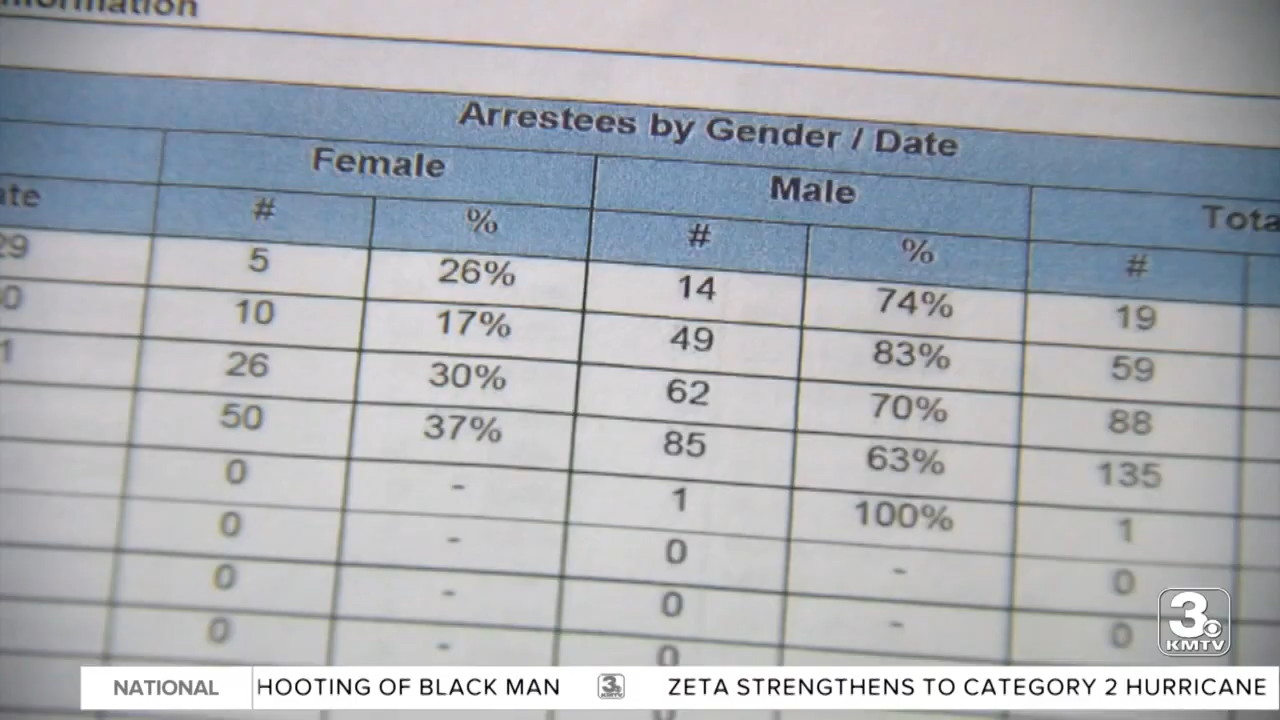 Arrestees by Gender / Date
Female Male
# % # % #
5 26% 14 74% 19
10 17% 49 83% 59
26 30% 62 70% 88
50 37% 85 63% 135
0 - 1 100% 1
0 - 0 - 0
0 - 0 - 0
0 - 0
3
KMTV
NATIONAL HOOTING OF BLACK MAN 3 ZETA STRENGTHENS TO CATEGORY 2 HURRICANE